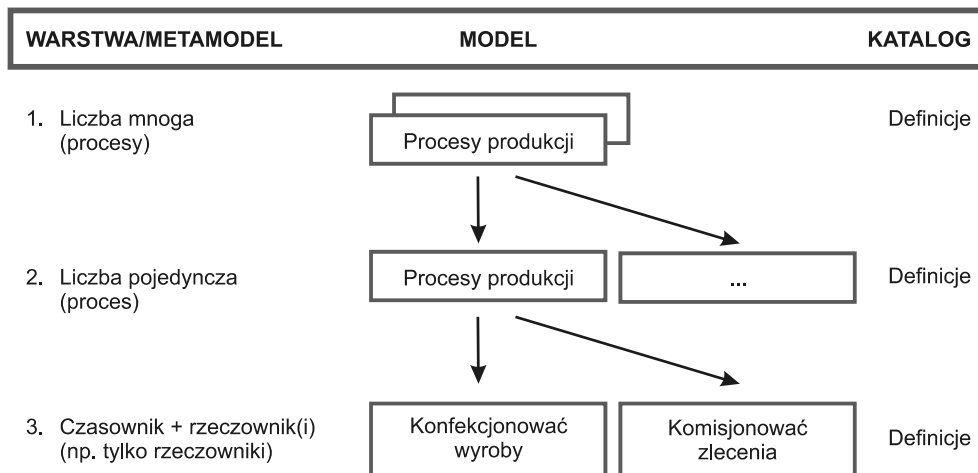 WARSTWA/METAMODEL MODEL KATALOG
1. Liczba mnoga
(procesy)
Procesy produkcji
Definicje
2. Liczba pojedyncza
(proces)
Procesy produkcji
...
Definicje
3. Czasownik + rzeczownik(i)
(np. tylko rzeczowniki)
Konfekcjonować
wyroby
Komisjonować
zlecenia
Definicje